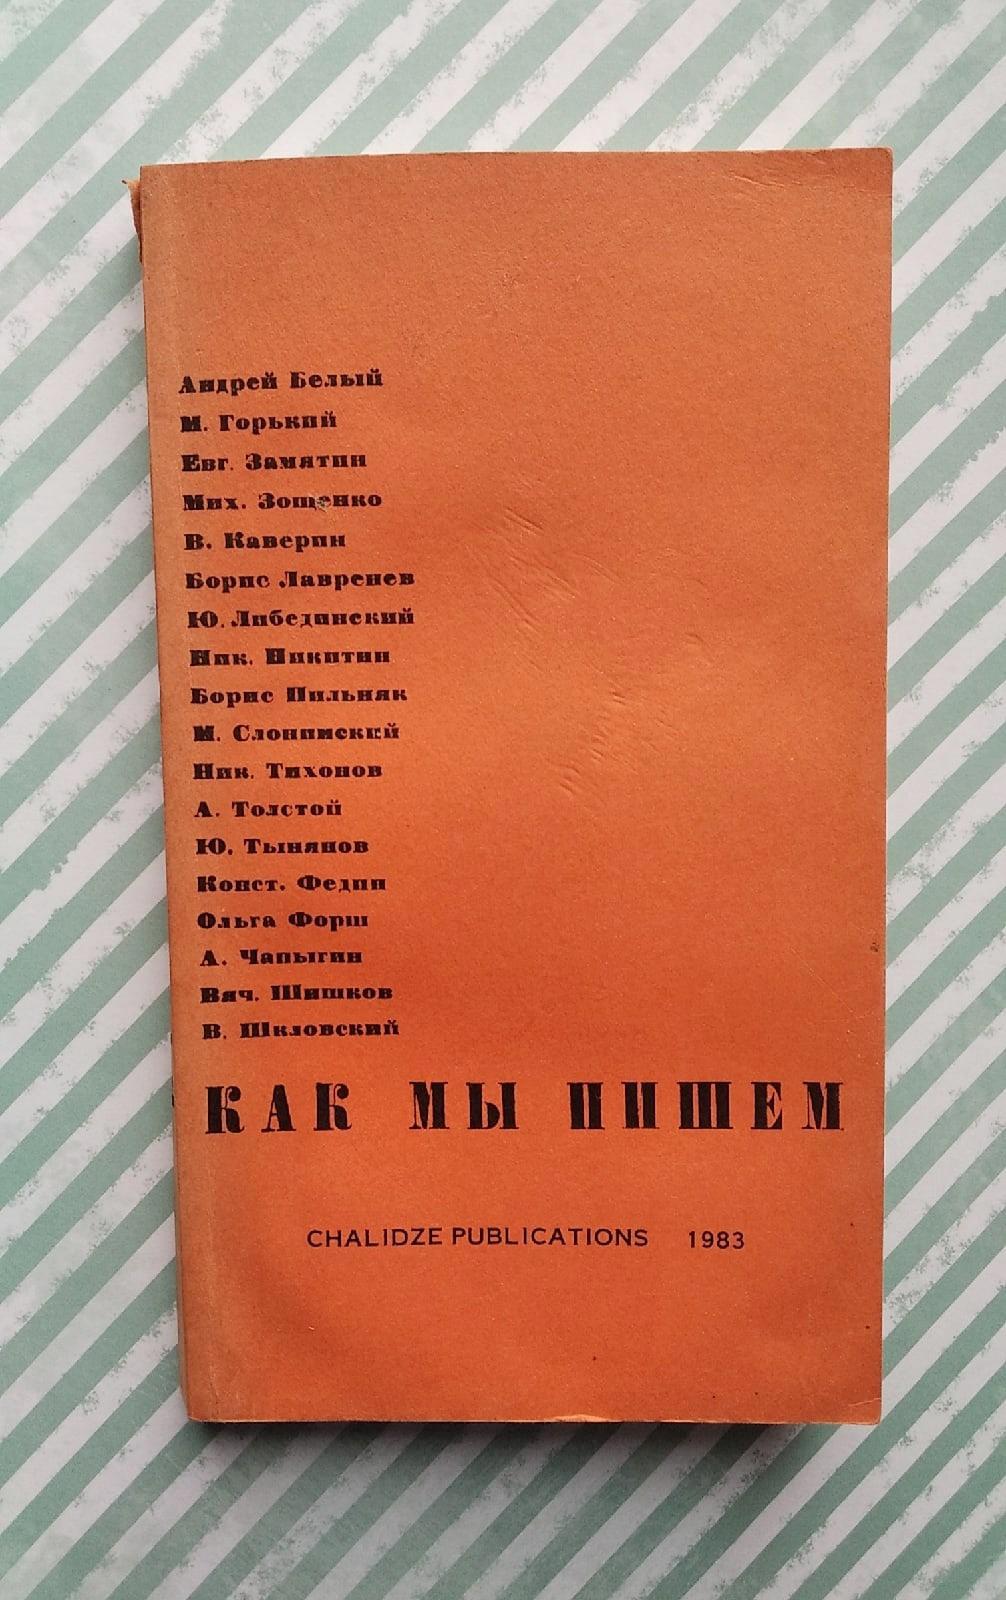 Андрей Белый
М. Горький
Евг. Замятин
Мих. Зощенко
В. Каверин
Борис Лавренев
Ю. Либединский
Ник. Никитин
Борис Пильняк
М. Слонимский
Ник. Тихонов
А. Толстой
Ю. Тынянов
Конст. Федин
Ольга Форш
А. Чапыгин
Вяч. Шишков
В. Шкловский
КАК МЫ ПИШЕМ
CHALIDZE PUBLICATIONS 1983